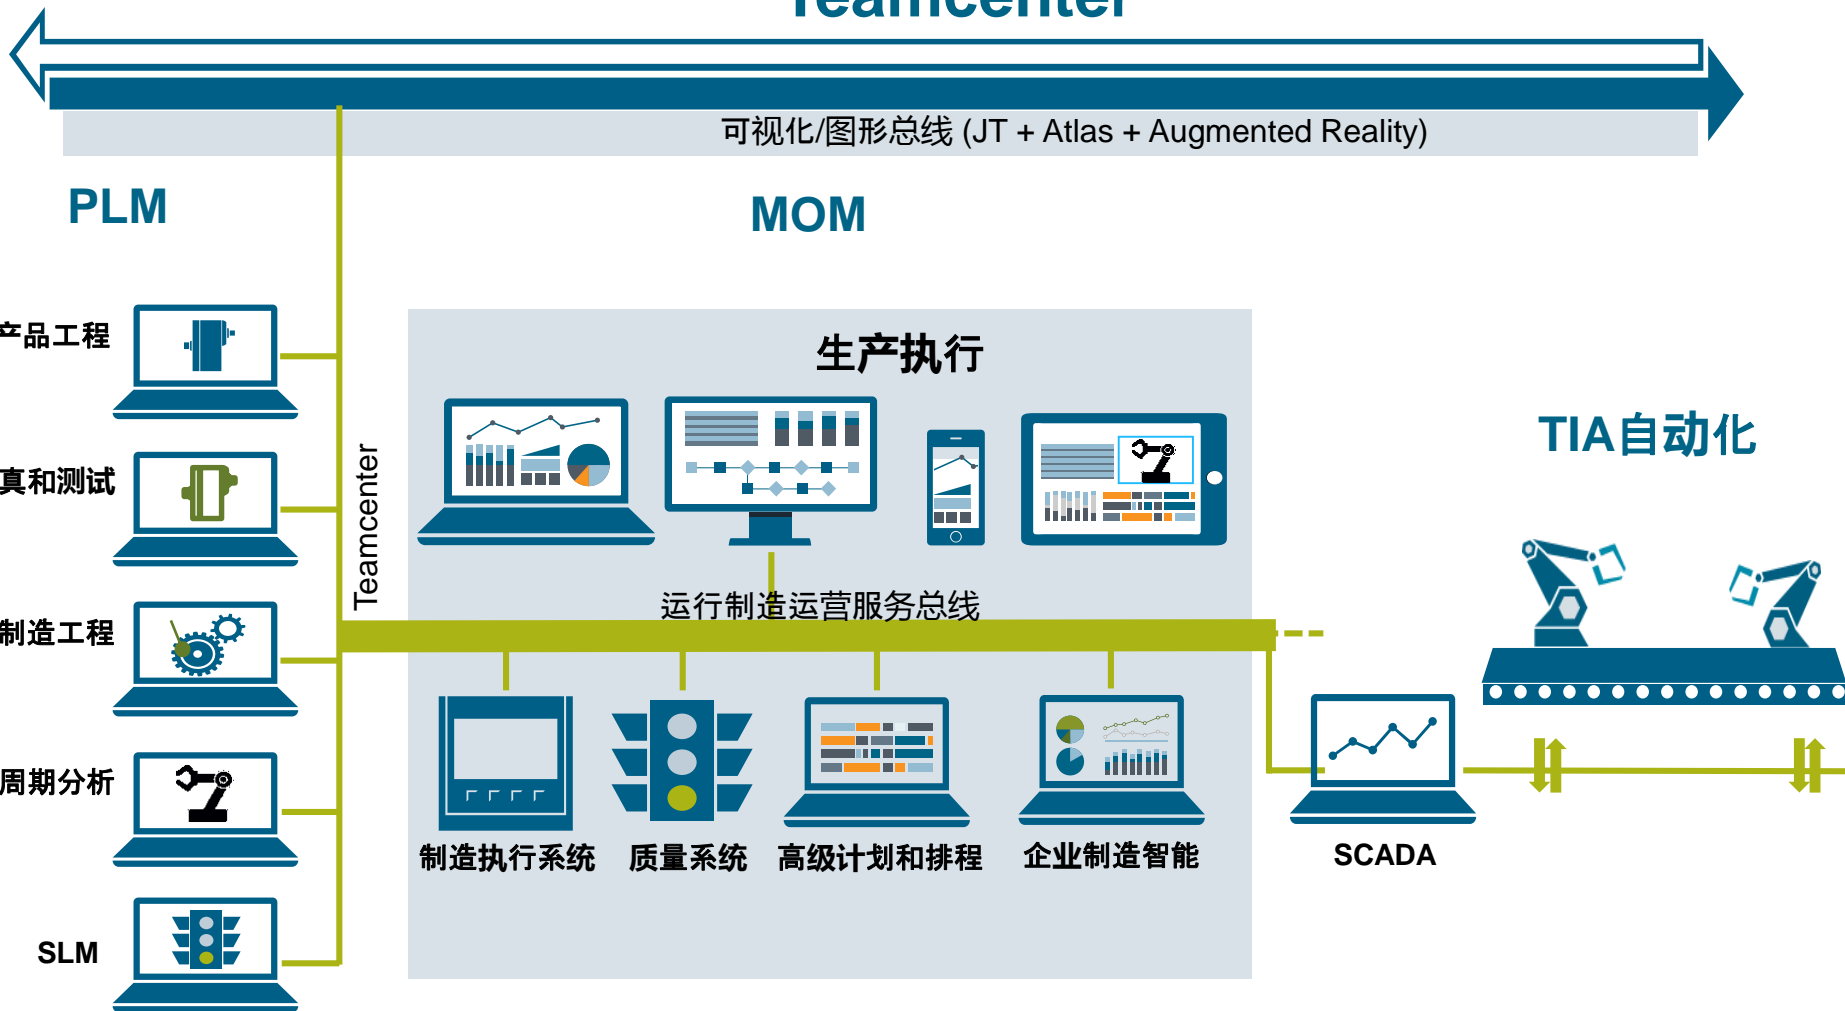 Teamcenter
可视化/图形总线 (JT + Atlas + Augmented Reality)
PLM
MOM
产品工程
生产执行
TIA自动化
真和测试
Teamcenter
运行制造运营服务总线
制造工程
周期分析
制造执行系统
质量系统
高级计划和排程
企业制造智能
SCADA
SLM